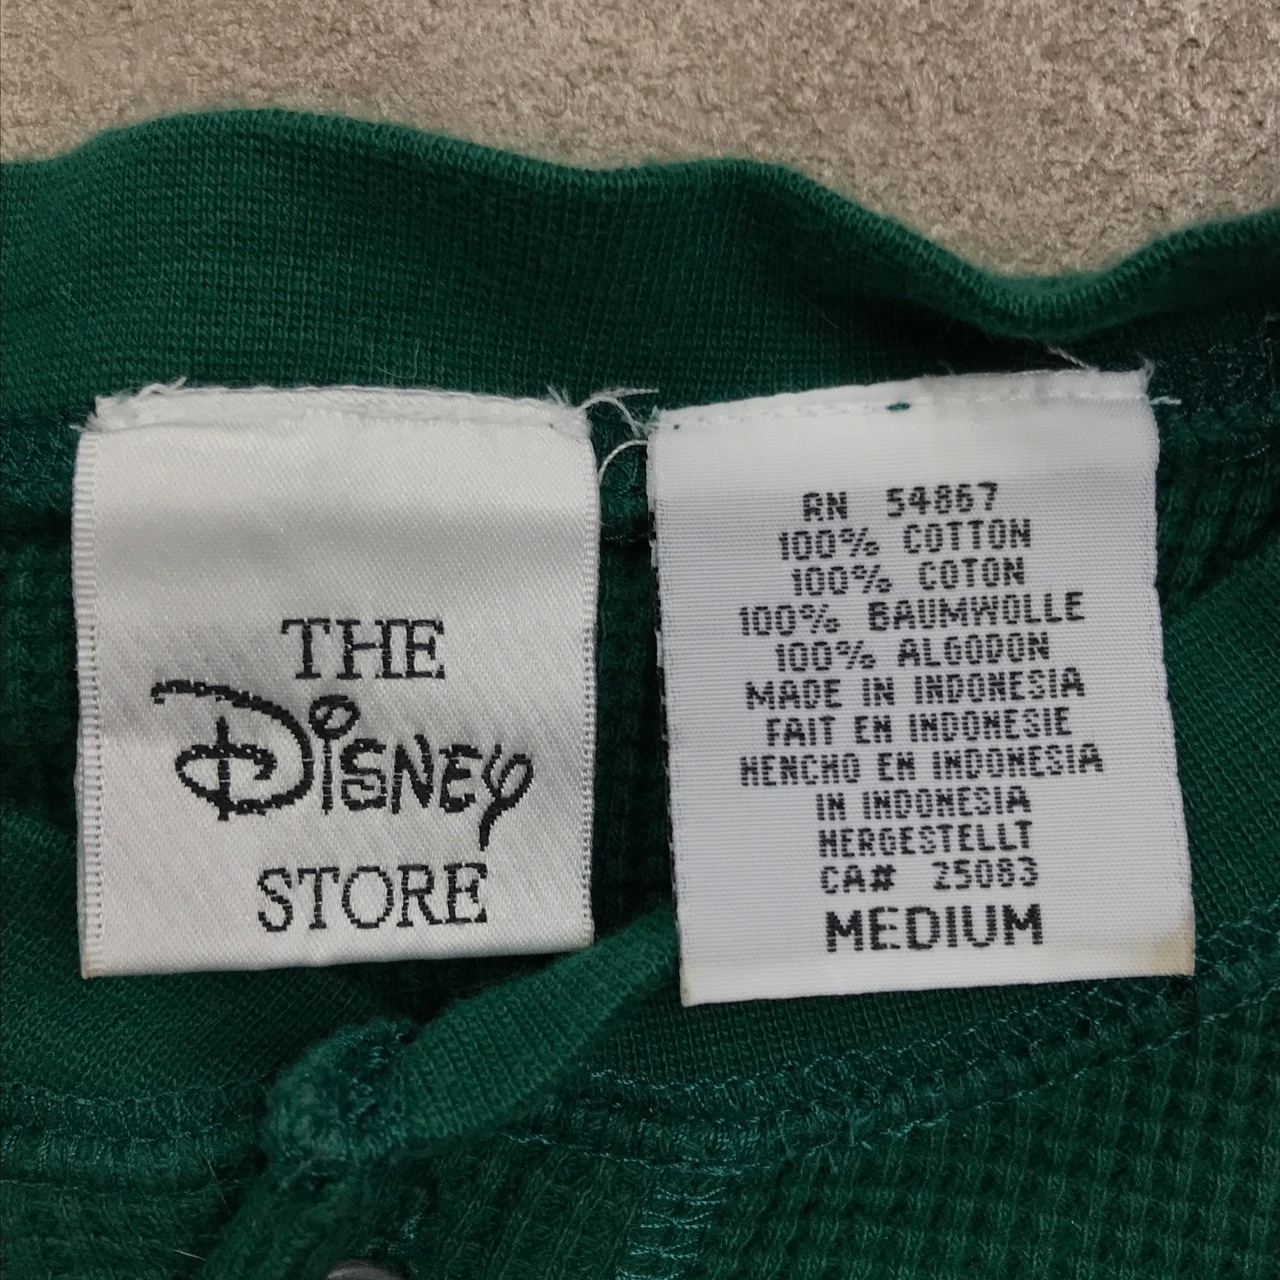 THE
Disney
STORE
RN 54867
100% COTTON
100% COTON
100% BAUMWOLLE
100% ALGODON
MADE IN INDONESIA
FAIT EN INDONESIE
HENCHO EN INDONESIA
IN INDONESIA
HERGESTELLT
CA# 25083
MEDIUM